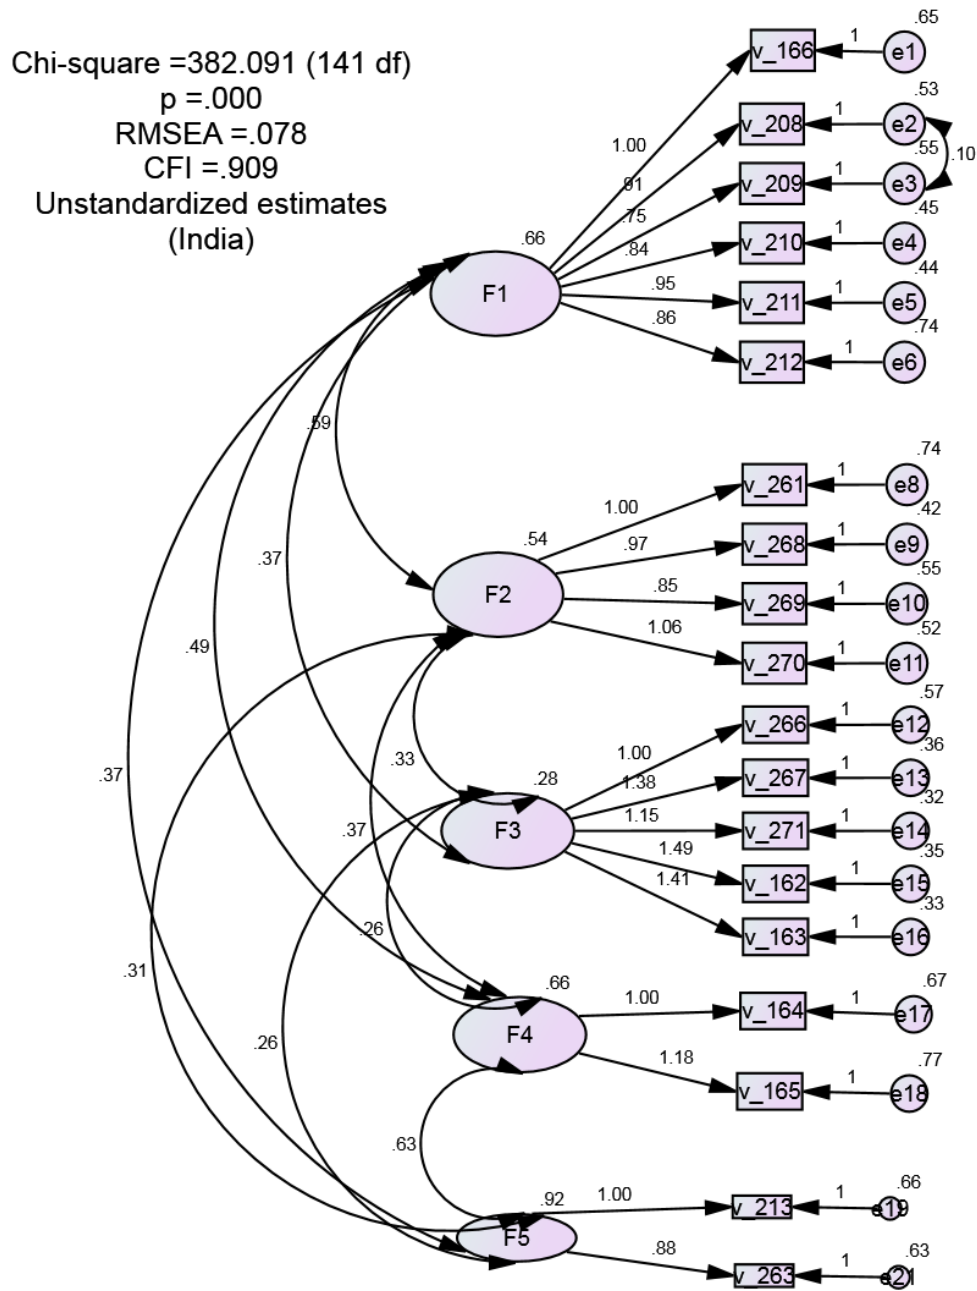 Chi-square =382.091 (141 df)
p =.000
RMSEA =.078
CFI =.909
Unstandardized estimates
(India)
.65
v_166
1
e1
.53
v_208
1
e2
1.00
.55
.10
.91
v_209
1
e3
.75
.45
.66
.84
v_210
1
e4
.44
F1
.95
v_211
1
e5
.86
.74
v_212
1
e6
.59
.74
v_261
1
e8
1.00
.42
.54
.97
v_268
1
e9
.37
.55
F2
.85
v_269
1
e10
1.06
.52
.49
v_270
1
e11
.57
v_266
1
e12
1.00
.36
.33
.28
1.38
v_267
1
e13
.37
.32
1.15
F3
.37
v_271
1
e14
1.49
.35
1.41
v_162
1
e15
.33
.26
v_163
1
e16
.31
.66
.67
1.00
v_164
1
e17
F4
.26
1.18
.77
v_165
1
e18
.63
.66
.92
1.00
v_213
1
e19
F5
.88
.63
v_263
1
e21